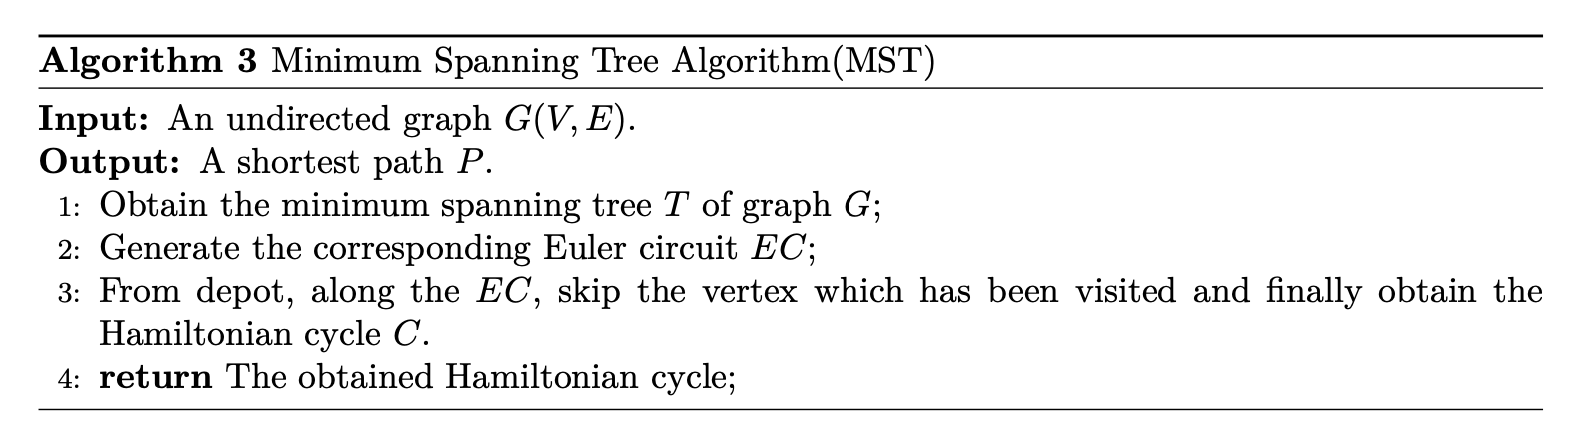 Algorithm 3 Minimum Spanning Tree Algorithm(MST)
Input: An undirected graph G(V, E).
Output: A shortest path P.
1: Obtain the minimum spanning tree T of graph G;
2: Generate the corresponding Euler circuit EC;
3: From depot, along the EC, skip the vertex which has been visited and finally obtain the
Hamiltonian cycle C.
4: return The obtained Hamiltonian cycle;